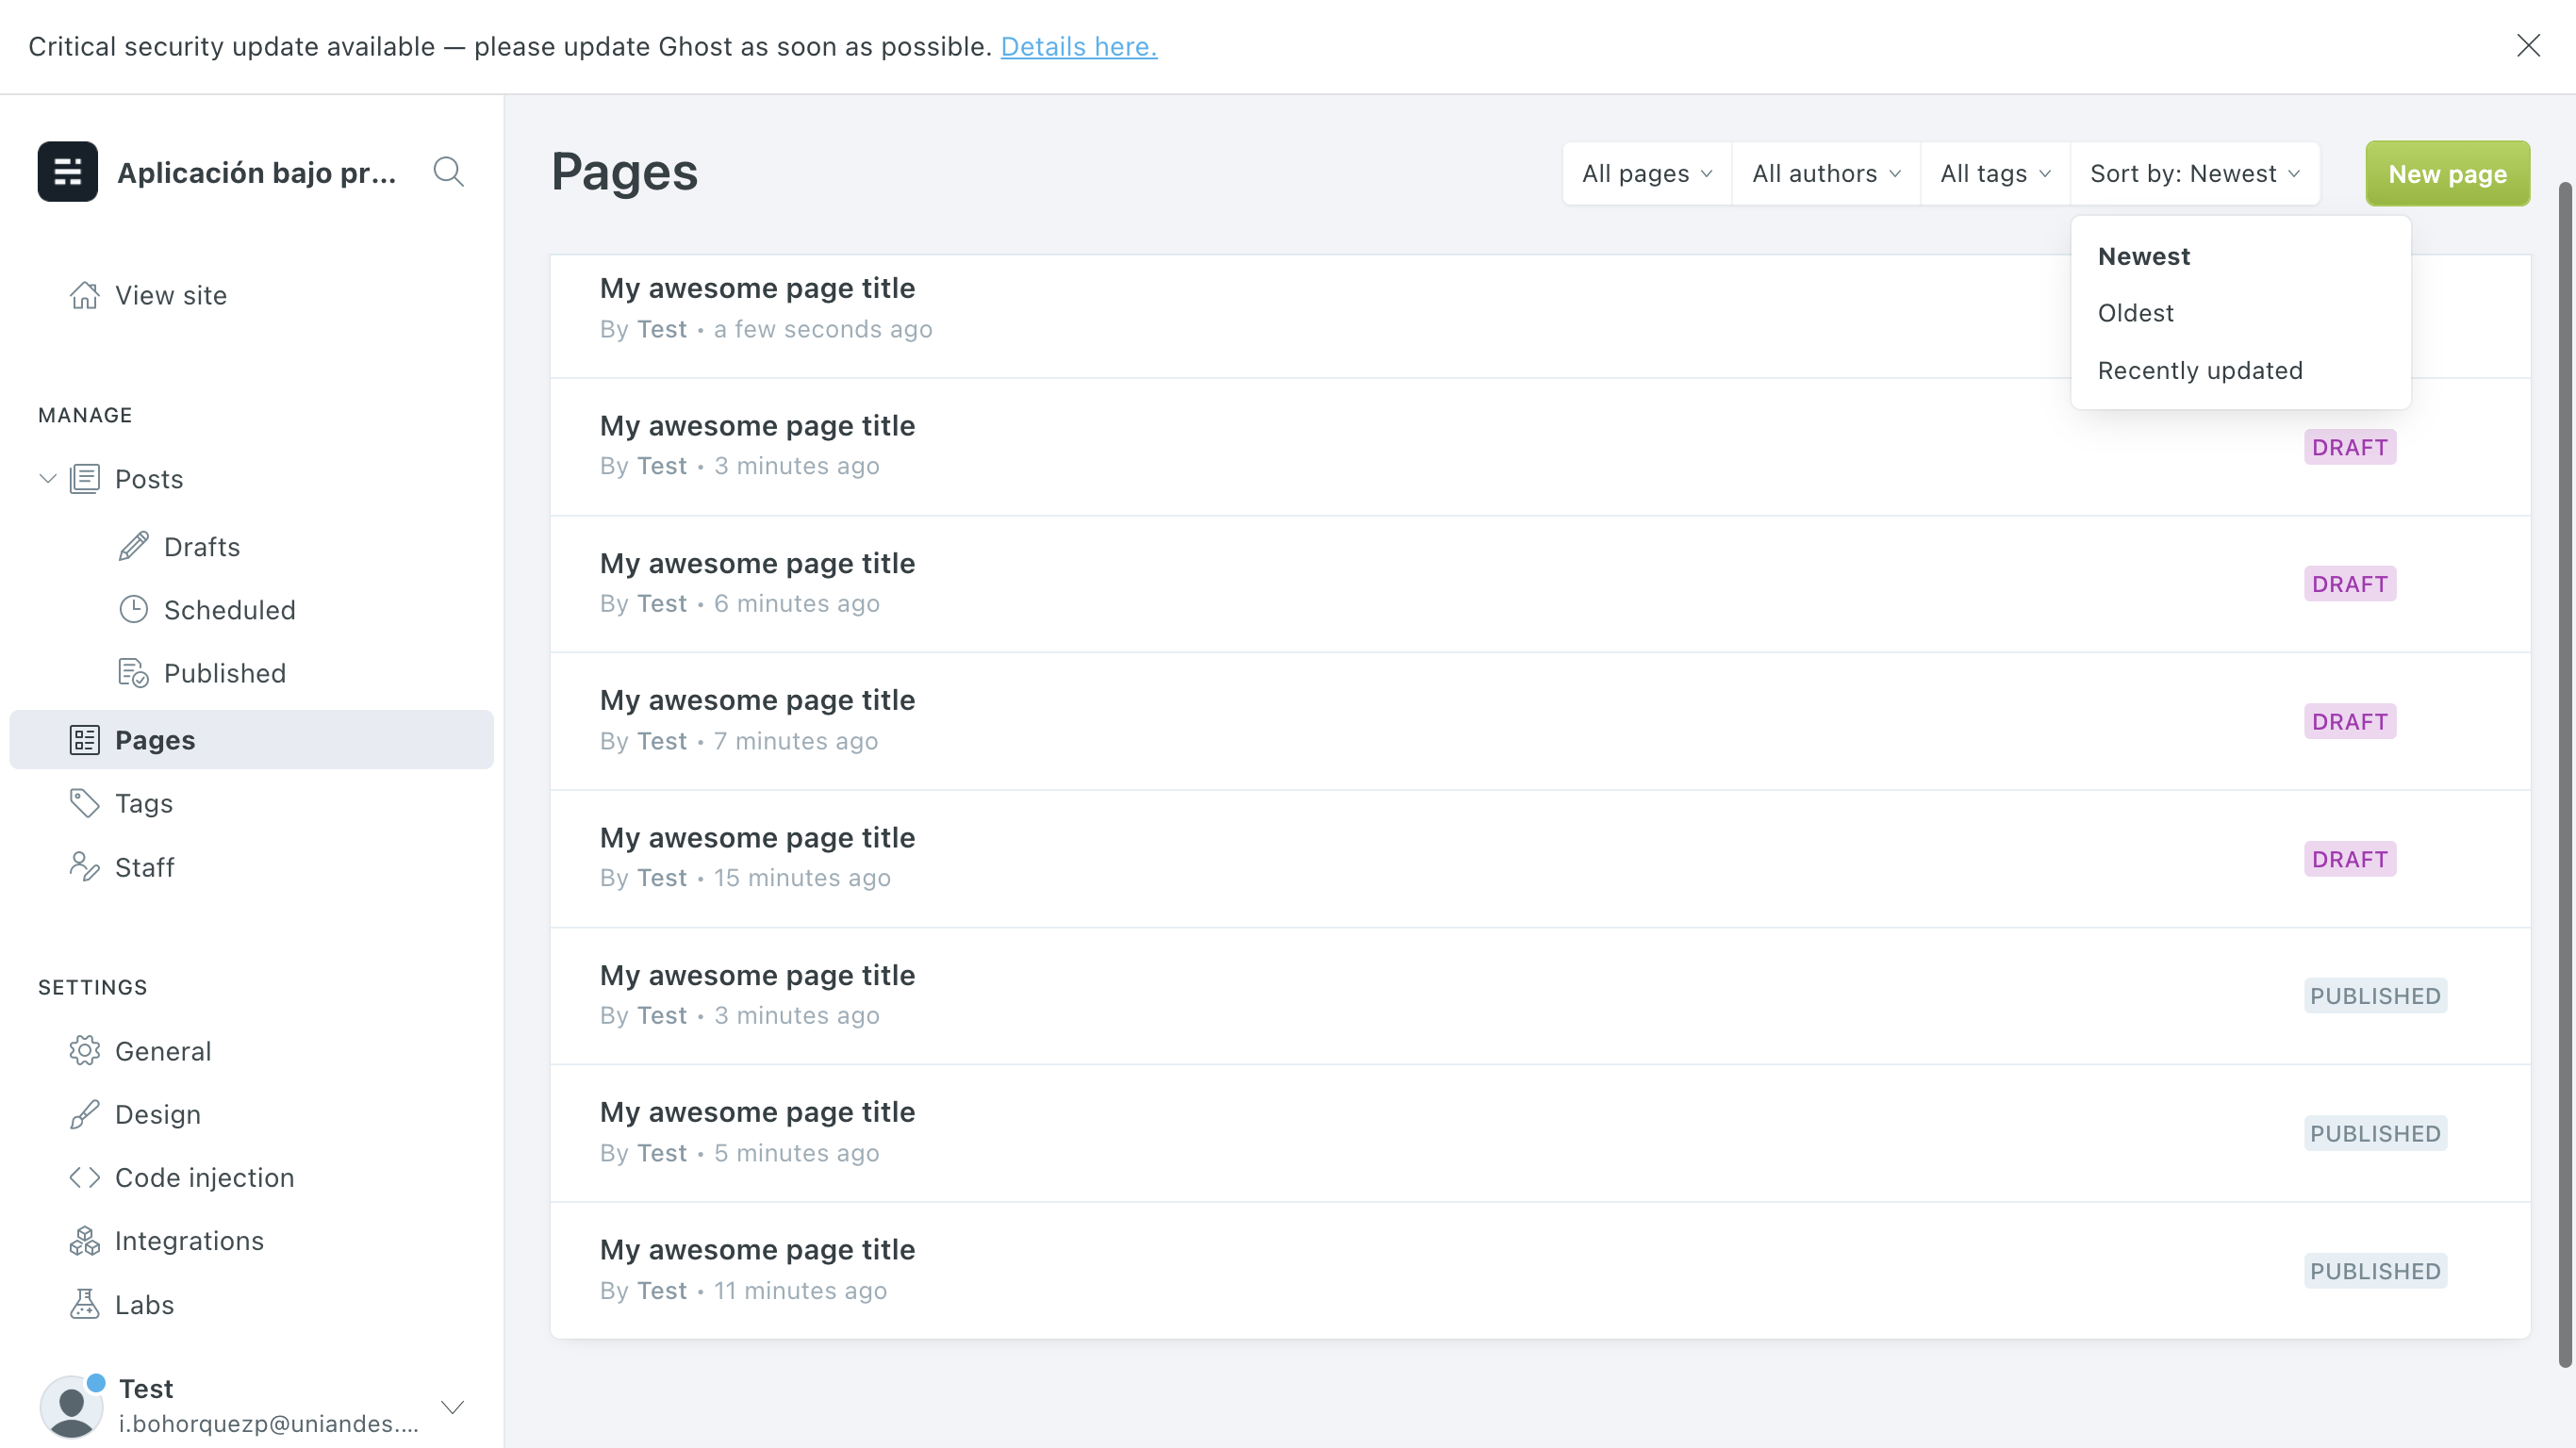 Critical security update available — please update Ghost as soon as possible. Details here.
Aplicación bajo pr...
View site
MANAGE
Posts
Drafts
Scheduled
Published
Pages
Tags
Staff
SETTINGS
General
Design
Code injection
Integrations
Labs
Test
i.bohorquezp@uniandes....
Pages
All pages All authors All tags Sort by: Newest New page
Newest
Oldest
Recently updated
My awesome page title
By Test • a few seconds ago
My awesome page title
By Test • 3 minutes ago
DRAFT
My awesome page title
By Test • 6 minutes ago
DRAFT
My awesome page title
By Test • 7 minutes ago
DRAFT
My awesome page title
By Test • 15 minutes ago
DRAFT
My awesome page title
By Test • 3 minutes ago
PUBLISHED
My awesome page title
By Test • 5 minutes ago
PUBLISHED
My awesome page title
By Test • 11 minutes ago
PUBLISHED